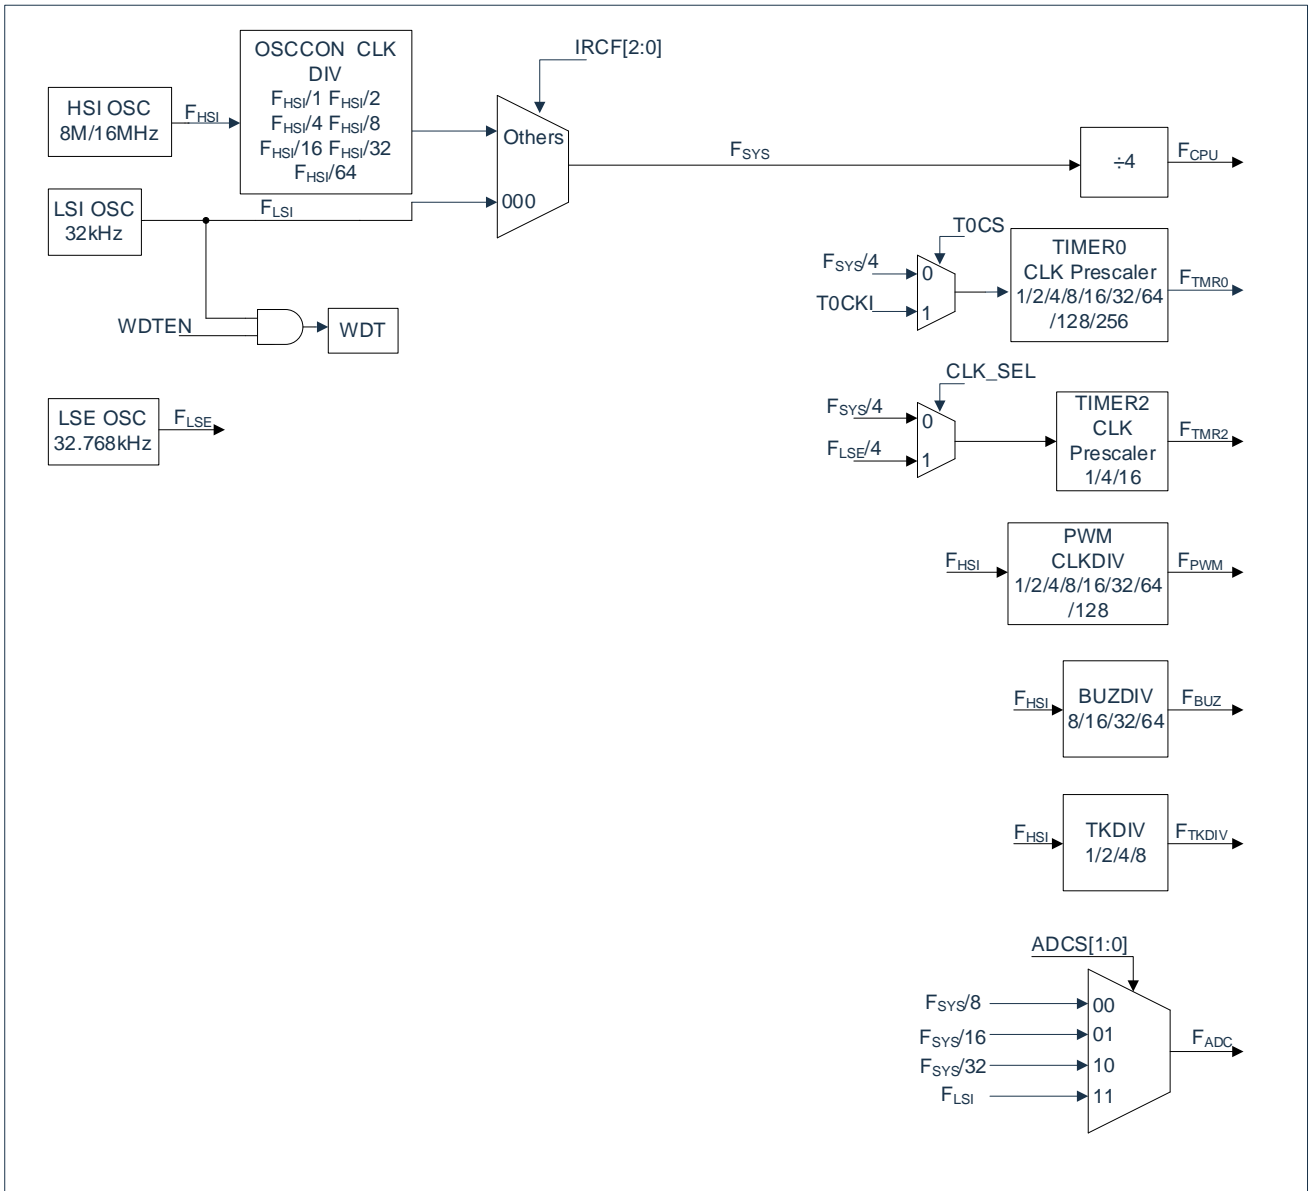 IRCF[2:0]
OSCCON CLK
DIV
FHSI/1 FHSI/2
FHSI/4 FHSI/8
FHSI/16 FHSI/32
FHSI/64
HSI OSC
8M/16MHz
FHSI
Others
000
FSYS
÷4
FCPU
LSI OSC
32kHz
FLSI
WDTEN
WDT
T0CS
FSYS/4
T0CKI
0
1
TIMER0
CLK Prescaler
1/2/4/8/16/32/64
/128/256
FTMR0
LSE OSC
32.768kHz
FLSE
CLK_SEL
FSYS/4
FLSE/4
0
1
TIMER2
CLK
Prescaler
1/4/16
FTMR2
FHSI
PWM
CLKDIV
1/2/4/8/16/32/64
/128
FPWM
FHSI
BUZDIV
8/16/32/64
FBUZ
FHSI
TKDIV
1/2/4/8
FTKDIV
ADCS[1:0]
FSYS/8
00
FSYS/16
01
FSYS/32
10
FLSI
11
FADC